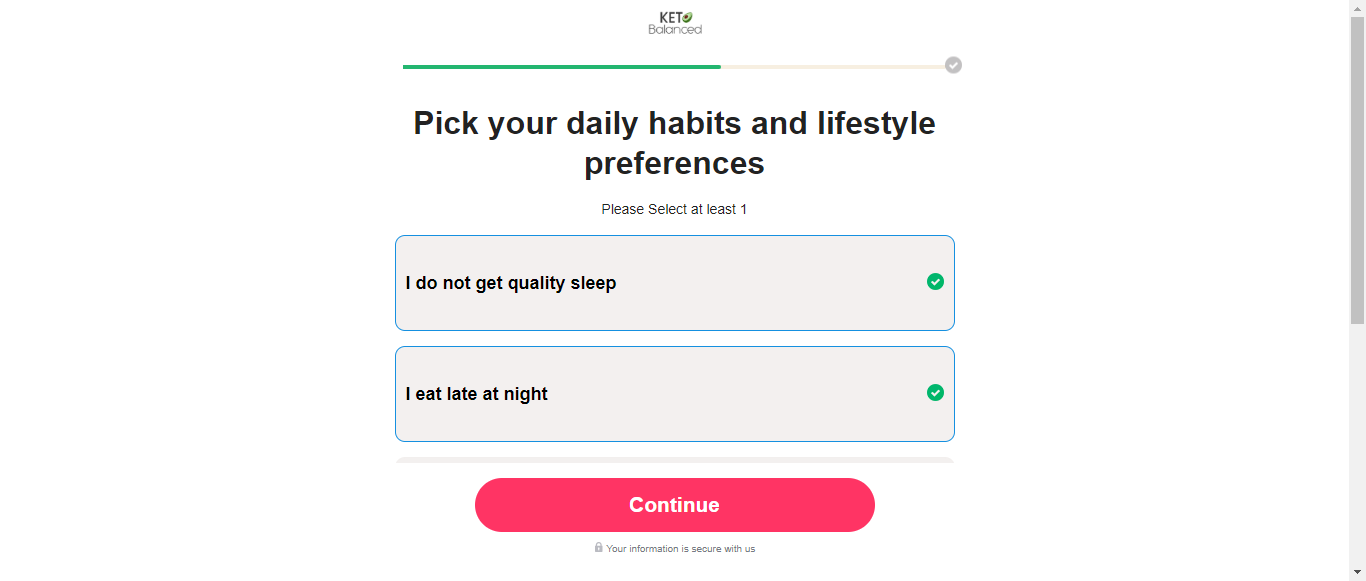 KETO
Balanced
Pick your daily habits and lifestyle
preferences
Please Select at least 1
I do not get quality sleep
I eat late at night
Continue
Your information is secure with us